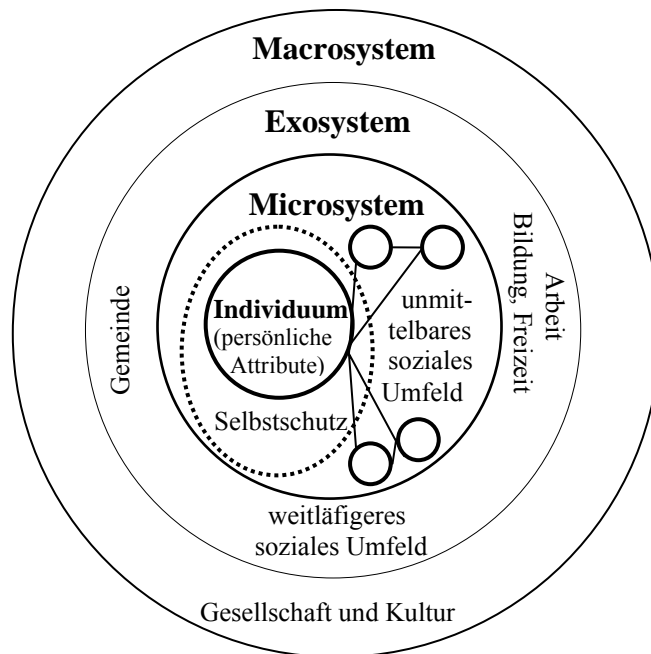 Macrosystem
Exosystem
Microsystem
Individuum
(persönliche
Attribute)
Selbstschutz
unmit-
telbares
soziales
Umfeld
Gemeinde
Arbeit
Bildung, Freizeit
weitläfigeres
soziales Umfeld
Gesellschaft und Kultur